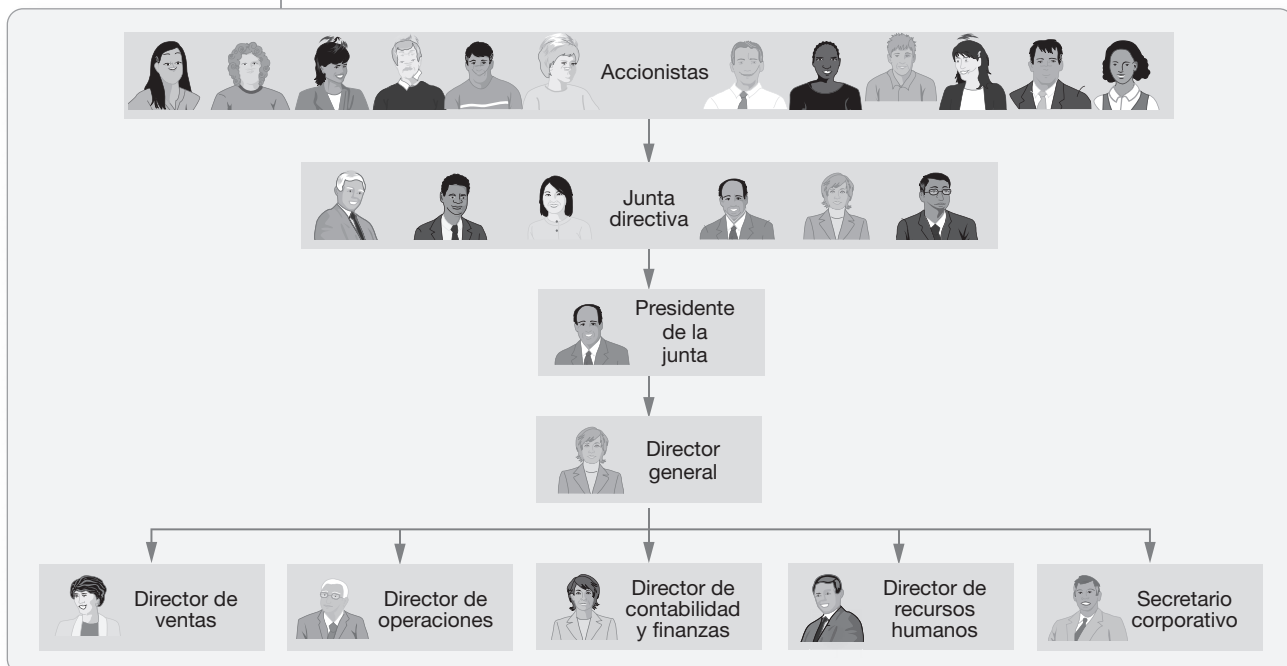 Accionistas
Junta
directiva
Presidente
de la
junta
Director
general
Director de
ventas
Director de
operaciones
Director de
contabilidad
y finanzas
Director de
recursos
humanos
Secretario
corporativo